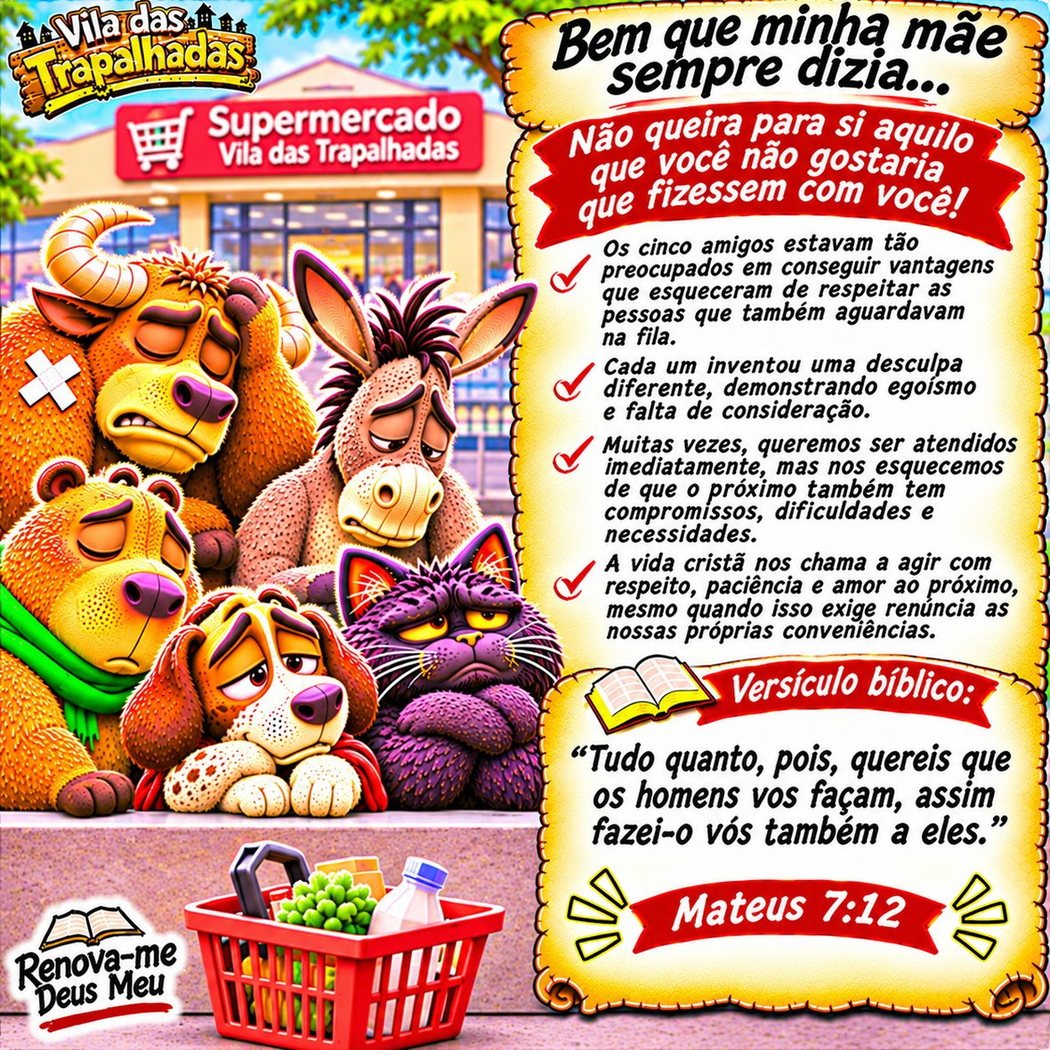 Vila das
Trapalhadas
Supermercado
Vila das Trapalhadas
Bem que minha mãe
sempre dizia...
Não queira para si aquilo
que você não gostaria
que fizessem com você!
Os cinco amigos estavam tão
preocupados em conseguir vantagens
que esqueceram de respeitar as
pessoas que também aguardavam
na fila.
Cada um inventou uma desculpa
diferente, demonstrando egoísmo
e falta de consideração.
Muitas vezes, queremos ser atendidos
imediatamente, mas nos esquecemos
de que o próximo também tem
compromissos, dificuldades e
necessidades.
A vida cristã nos chama a agir com
respeito, paciência e amor ao próximo,
mesmo quando isso exige renúncia as
nossas próprias conveniências.
Versículo bíblico:
“Tudo quanto, pois, quereis que
os homens vos façam, assim
fazei-o vós também a eles.”
Mateus 7:12
Renova-me
Deus Meu